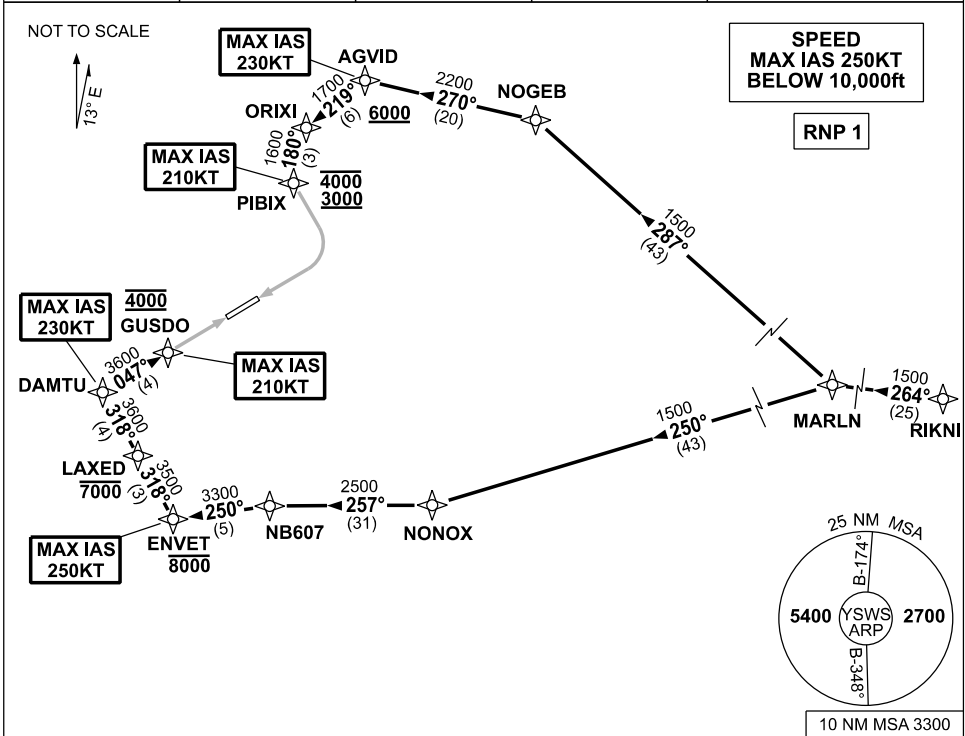 NOT TO SCALE
13° E
MAX IAS
230KT
AGVID
2200
270°
(20)
NOGEB
SPEED
MAX IAS 250KT
BELOW 10,000ft
RNP 1
1700
219°
(6)
6000
ORIXI
1600
180°
(3)
MAX IAS
210KT
PIBIX
4000
3000
1500
287°
(43)
4000
GUSDO
MAX IAS
230KT
3600
047°
(4)
DAMTU
MAX IAS
210KT
3600
318°
(4)
LAXED
7000
3500
318°
(3)
MARLN
1500
264°
(25)
RIKNI
1500
250°
(43)
3300
250°
(5)
2500
257°
(31)
NB607
NONOX
ENVET
8000
MAX IAS
250KT
25 NM MSA
B-174°
5400
YSWS
ARP
2700
B-348°
10 NM MSA 3300